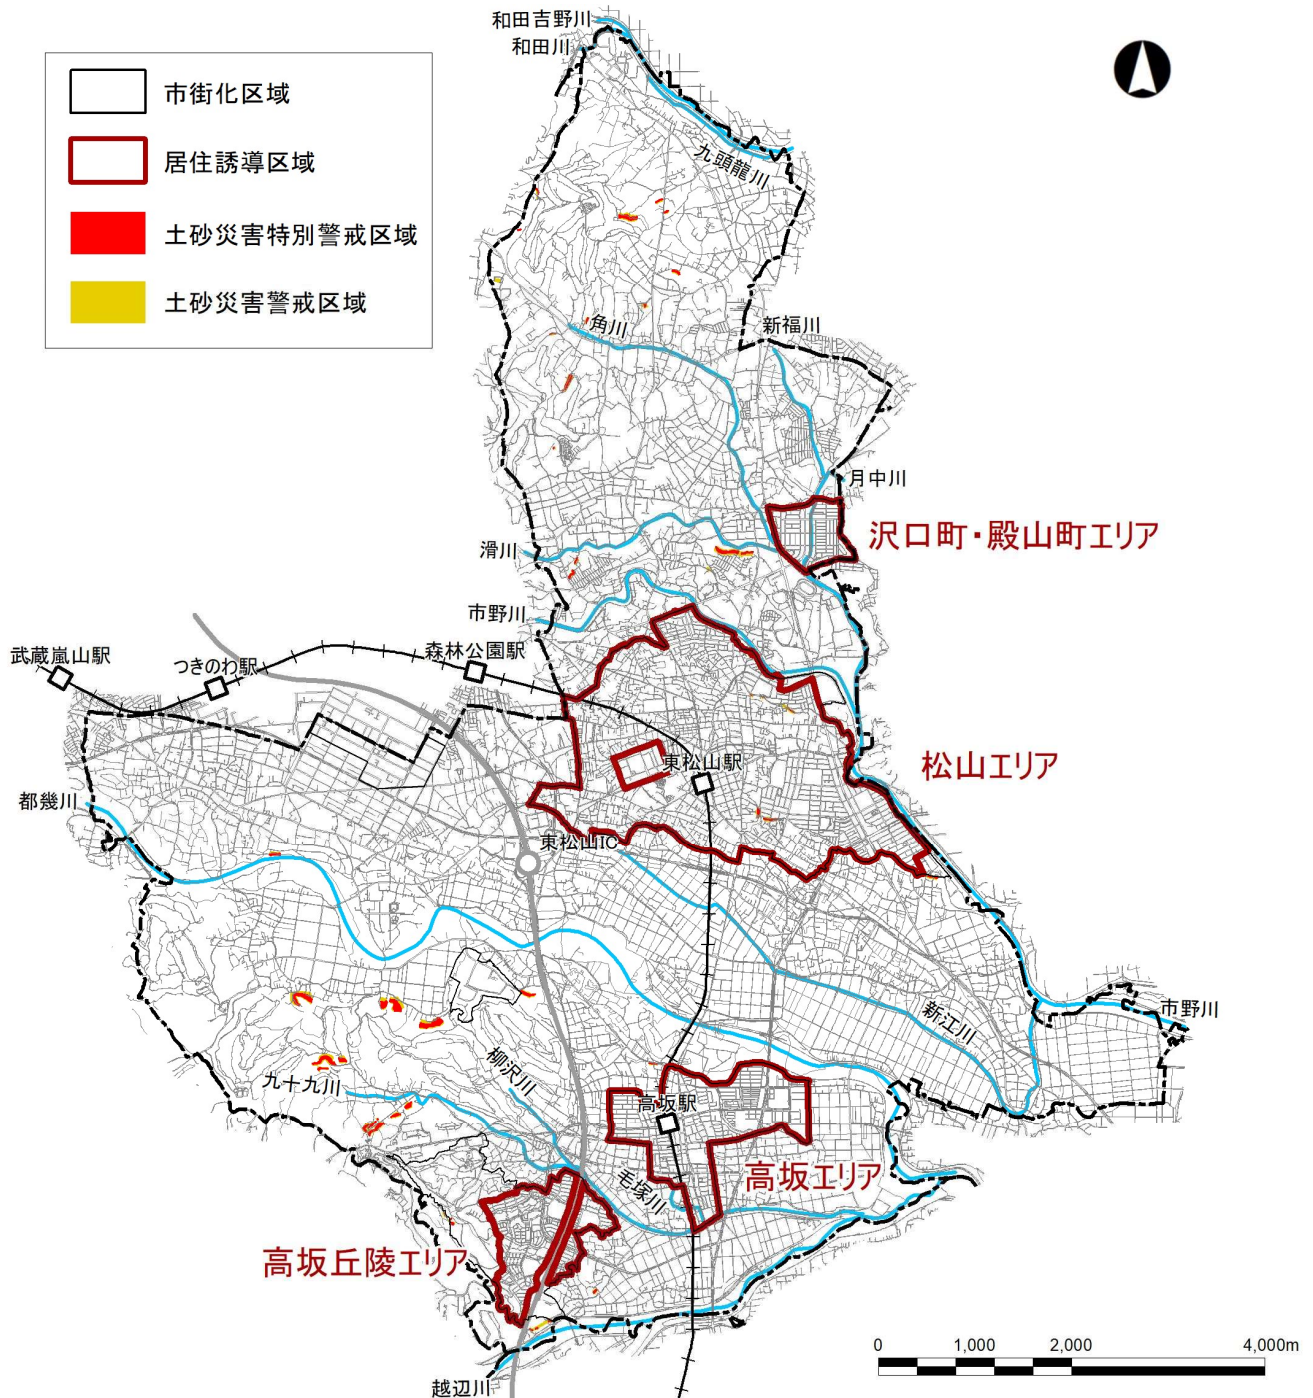 和田吉野川
和田川
市街化区域
居住誘導区域
土砂災害特別警戒区域
土砂災害警戒区域
九頭龍川
角川
新福川
月中川
沢口町・殿山町エリア
滑川
市野川
武蔵嵐山駅
つきのわ駅
森林公園駅
東松山駅
松山エリア
都幾川
東松山IC
新江川
市野川
柳沢川
九十九川
高坂駅
毛塚川
高坂エリア
高坂丘陵エリア
越辺川
0 1,000 2,000 4,000m